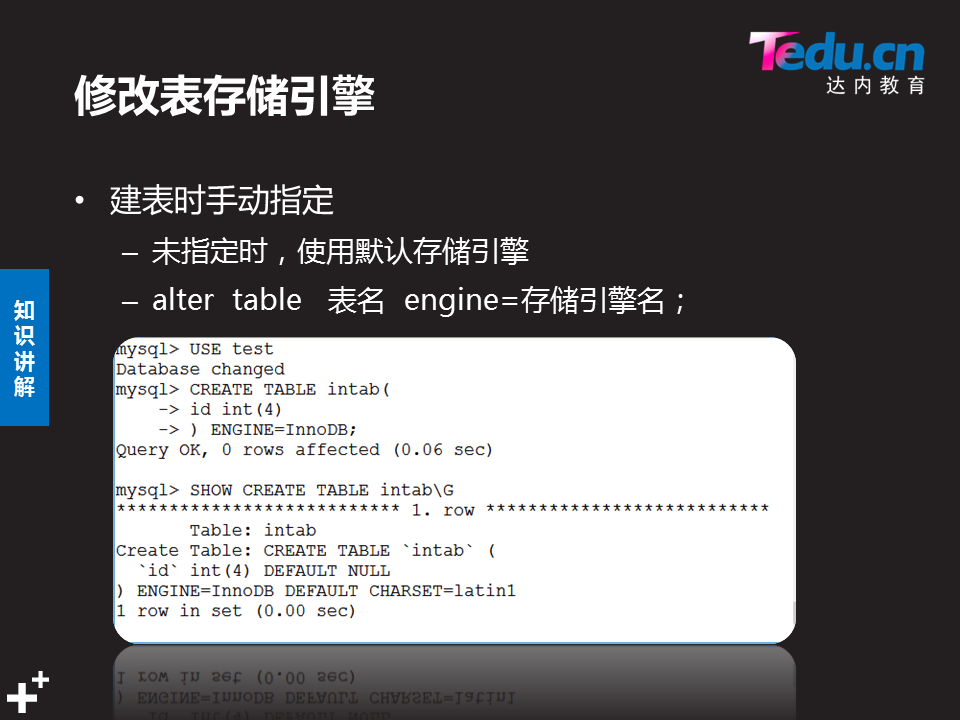 Tedu.cn
达内教育
修改表存储引擎
• 建表时手动指定
– 未指定时，使用默认存储引擎
– alter table 表名 engine=存储引擎名；
知识讲解
mysql> USE test
Database changed
mysql> CREATE TABLE intab(
    -> id int(4)
    -> ) ENGINE=InnoDB;
Query OK, 0 rows affected (0.06 sec)
mysql> SHOW CREATE TABLE intab\G
*************************** 1. row ***************************
       Table: intab
Create Table: CREATE TABLE `intab` (
  `id` int(4) DEFAULT NULL
) ENGINE=InnoDB DEFAULT CHARSET=latin1
1 row in set (0.00 sec)